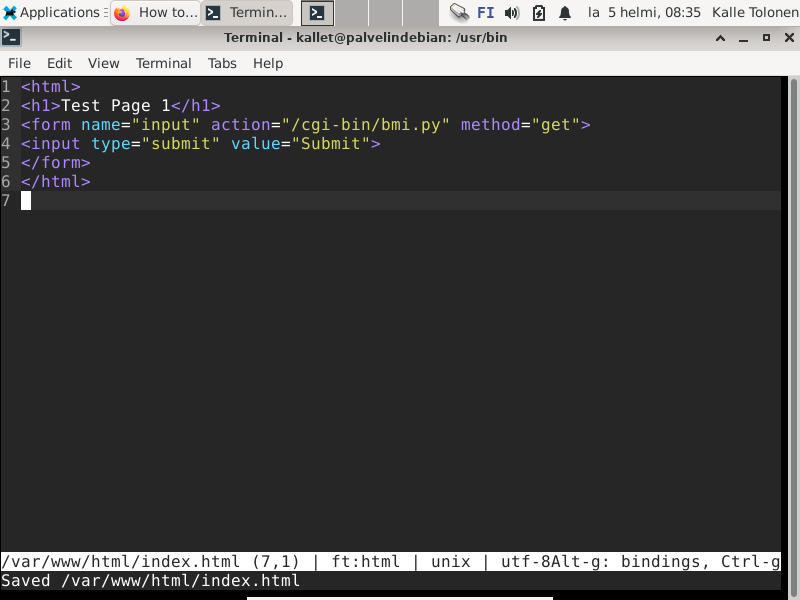 Applications How to... Termin... FI la 5 helmi, 08:35 Kalle Tolonen
Terminal - kallet@palvelindebian: /usr/bin
File Edit View Terminal Tabs Help
1 <html>
2 <h1>Test Page 1</h1>
3 <form name="input" action="/cgi-bin/bmi.py" method="get">
4 <input type="submit" value="Submit">
5 </form>
6 </html>
7
/var/www/html/index.html (7,1) | ft:html | unix | utf-8Alt-g: bindings, Ctrl-g
Saved /var/www/html/index.html